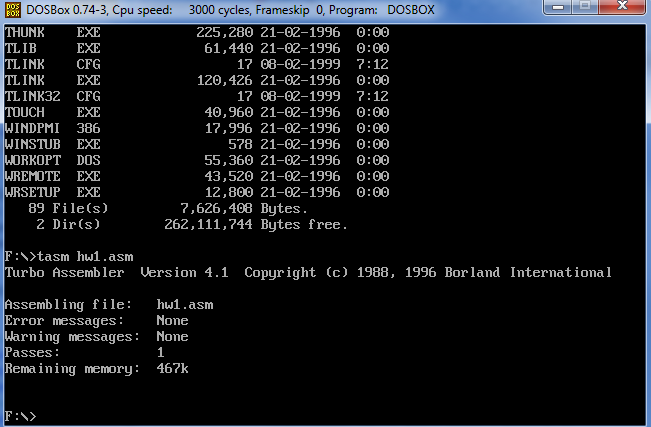 DOSBox 0.74-3, Cpu speed: 3000 cycles, Frameskip 0, Program: DOSBOX
THUNK EXE 225,280 21-02-1996 0:00
TLIB EXE 61,440 21-02-1996 0:00
TLINK CFG 17 08-02-1999 7:12
TLINK EXE 120,426 21-02-1996 0:00
TLINK32 CFG 17 08-02-1999 7:12
TOUCH EXE 40,960 21-02-1996 0:00
WINDPMI 386 17,996 21-02-1996 0:00
WINSTUB EXE 578 21-02-1996 0:00
WORKOPT DOS 55,360 21-02-1996 0:00
WREMOTE EXE 43,520 21-02-1996 0:00
WRSETUP EXE 12,800 21-02-1996 0:00
89 File(s) 7,626,408 Bytes.
2 Dir(s) 262,111,744 Bytes free.
F:\>tasm hw1.asm
Turbo Assembler Version 4.1 Copyright (c) 1988, 1996 Borland International
Assembling file: hw1.asm
Error messages: None
Warning messages: None
Passes: 1
Remaining memory: 467k
F:\>